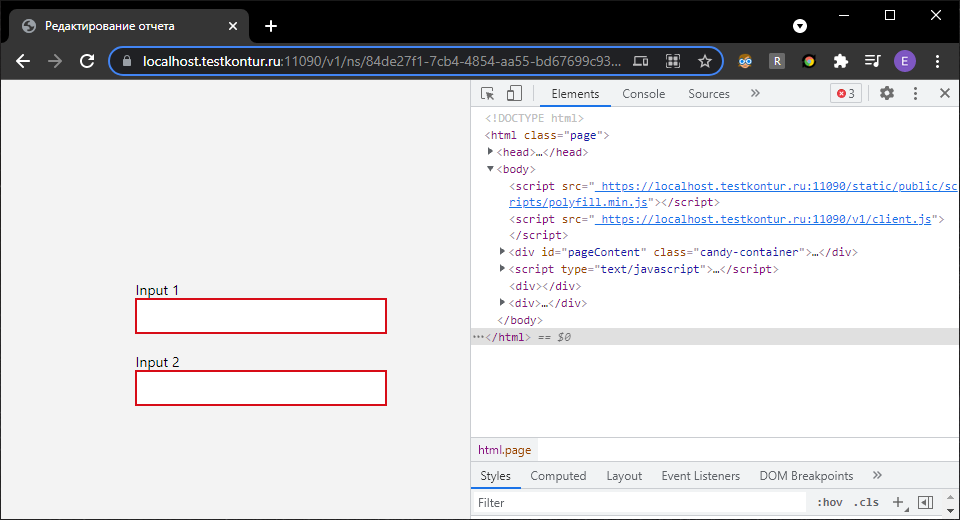 Редактирование отчета
localhost.testkontur.ru:11090/v1/ns/84de27f1-7cb4-4854-aa55-bd67699c93...
R
E
Input 1
Input 2
Elements Console Sources » 3
<!DOCTYPE html>
<html class="page">
<head>…</head>
<body>
<script src=" https://localhost.testkontur.ru:11090/static/public/sc
ripts/polyfill.min.js"></script>
<script src=" https://localhost.testkontur.ru:11090/v1/client.js">
</script>
<div id="pageContent" class="candy-container">…</div>
<script type="text/javascript">…</script>
<div></div>
<div>…</div>
</body>
…</html> == $0
html.page
Styles Computed Layout Event Listeners DOM Breakpoints »
Filter :hov .cls +